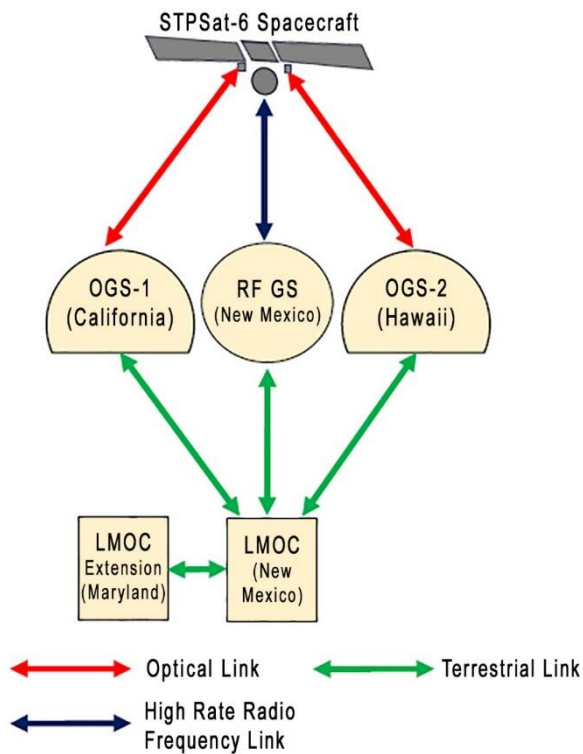 STPSat-6 Spacecraft
OGS-1
(California)
RF GS
(New Mexico)
OGS-2
(Hawaii)
LMOC
Extension
(Maryland)
LMOC
(New
Mexico)
Optical Link
Terrestrial Link
High Rate Radio
Frequency Link